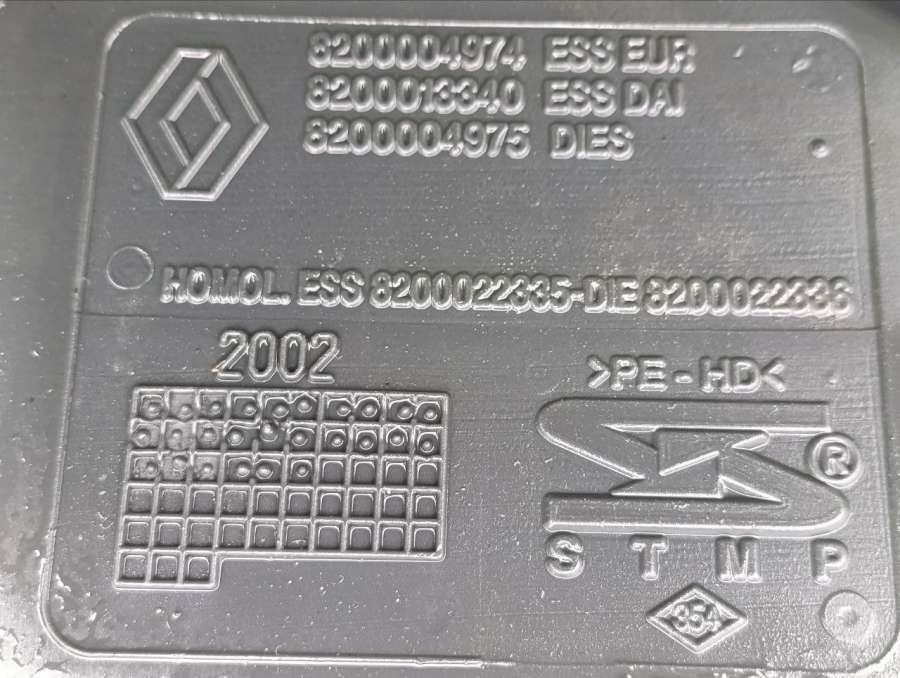 8200004974 ESS EUR
8200013340 ESS DAI
8200004975 DIES
HOMOL. ESS 8200022335-DIE 8200022336
2002
>PE-HD<
®
STMP
354